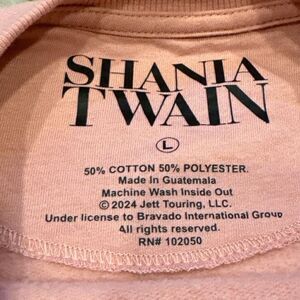 SHANIA
TWAIN
L
50% COTTON 50% POLYESTER.
Made In Guatemala
Machine Wash Inside Out
© 2024 Jett Touring, LLC.
Under license to Bravado International Group
All rights reserved.
RN# 102050